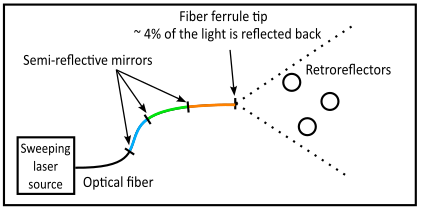 Fiber ferrule tip
~ 4% of the light is reflected back
Semi-reflective mirrors
Retroreflectors
Sweeping
laser
source
Optical fiber